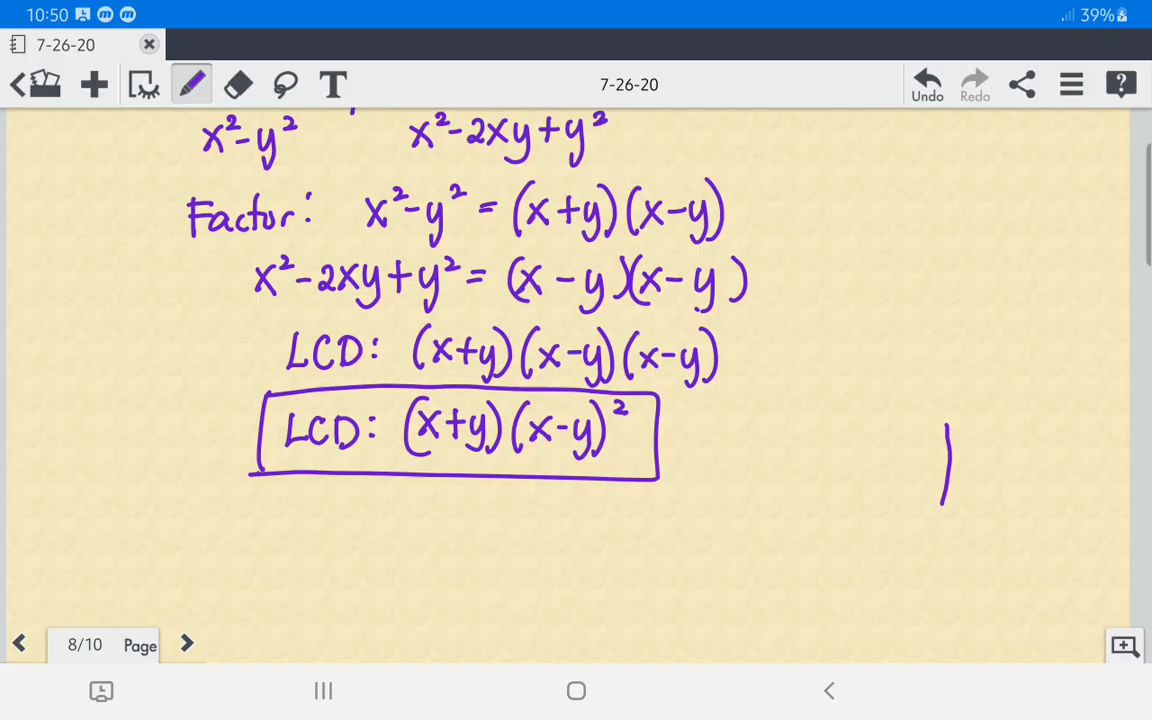 10:50 39%
7-26-20
7-26-20 Undo Redo
x²-y² x²-2xy+y²
Factor: x²-y² = (x+y)(x-y)
x²-2xy+y² = (x-y)(x-y)
LCD: (x+y)(x-y)(x-y)
LCD: (x+y)(x-y)²
8/10 Page